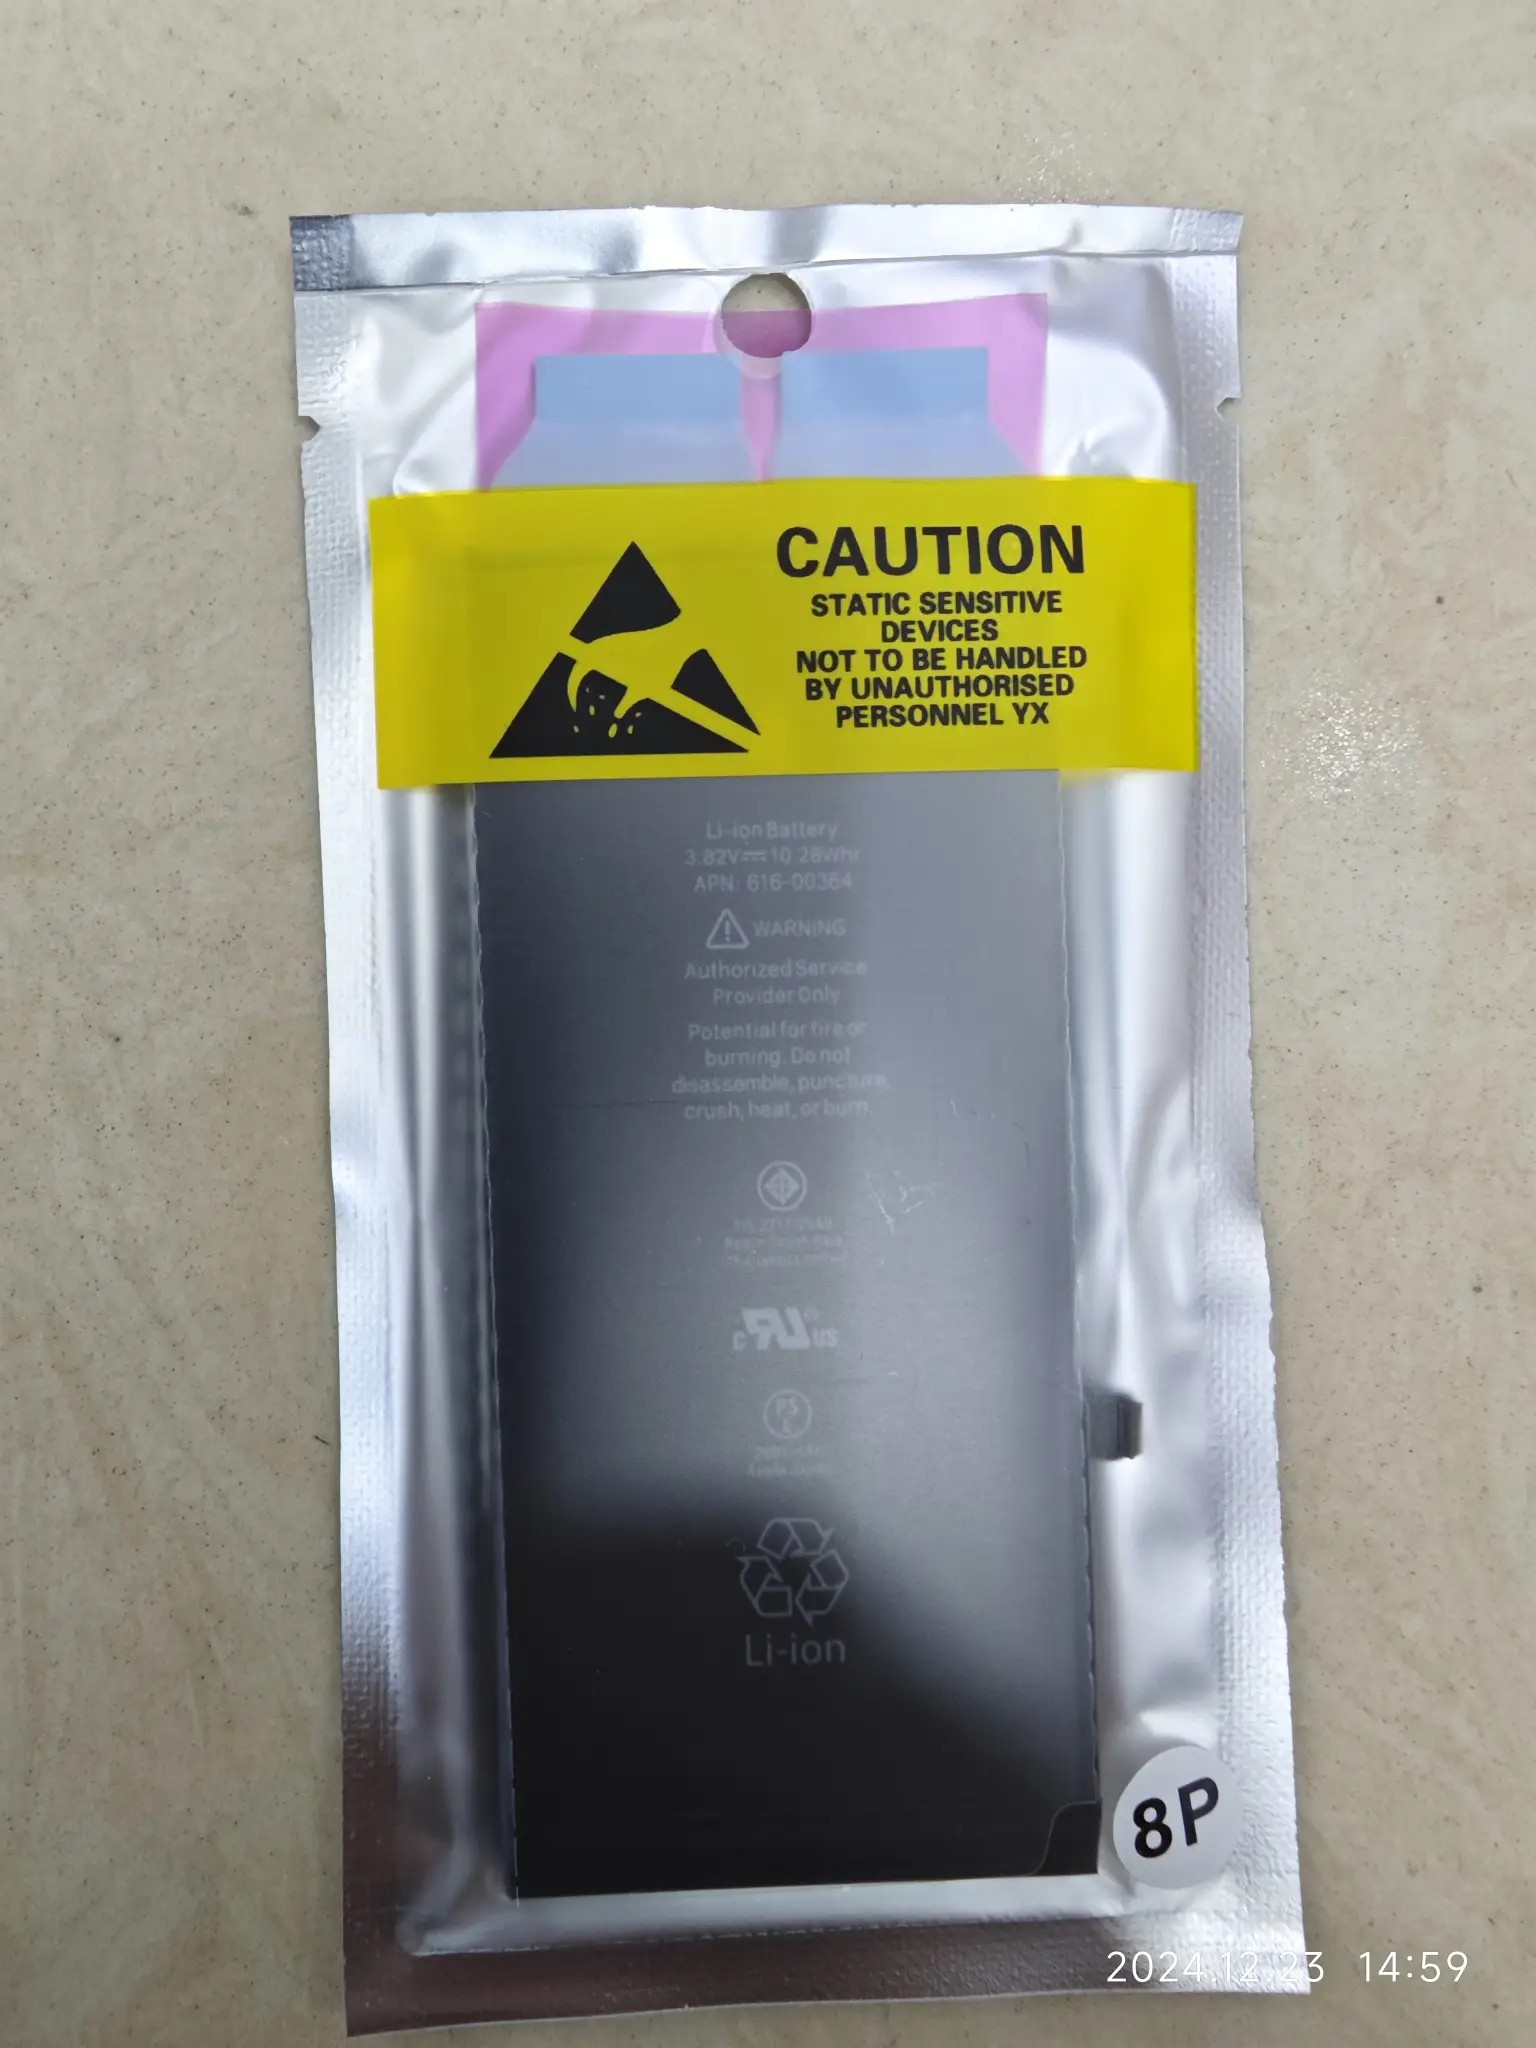 CAUTION
STATIC SENSITIVE
DEVICES
NOT TO BE HANDLED
BY UNAUTHORISED
PERSONNEL YX
Li-ion Battery
3.82V 10.28Whr
APN: 616-00364
WARNING
Authorized Service
Provider Only
Potential for fire or
burning. Do not
disassemble, puncture,
crush, heat, or burn.
c RU us
PS
E
Li-ion
8P
2024.12.23 14:59